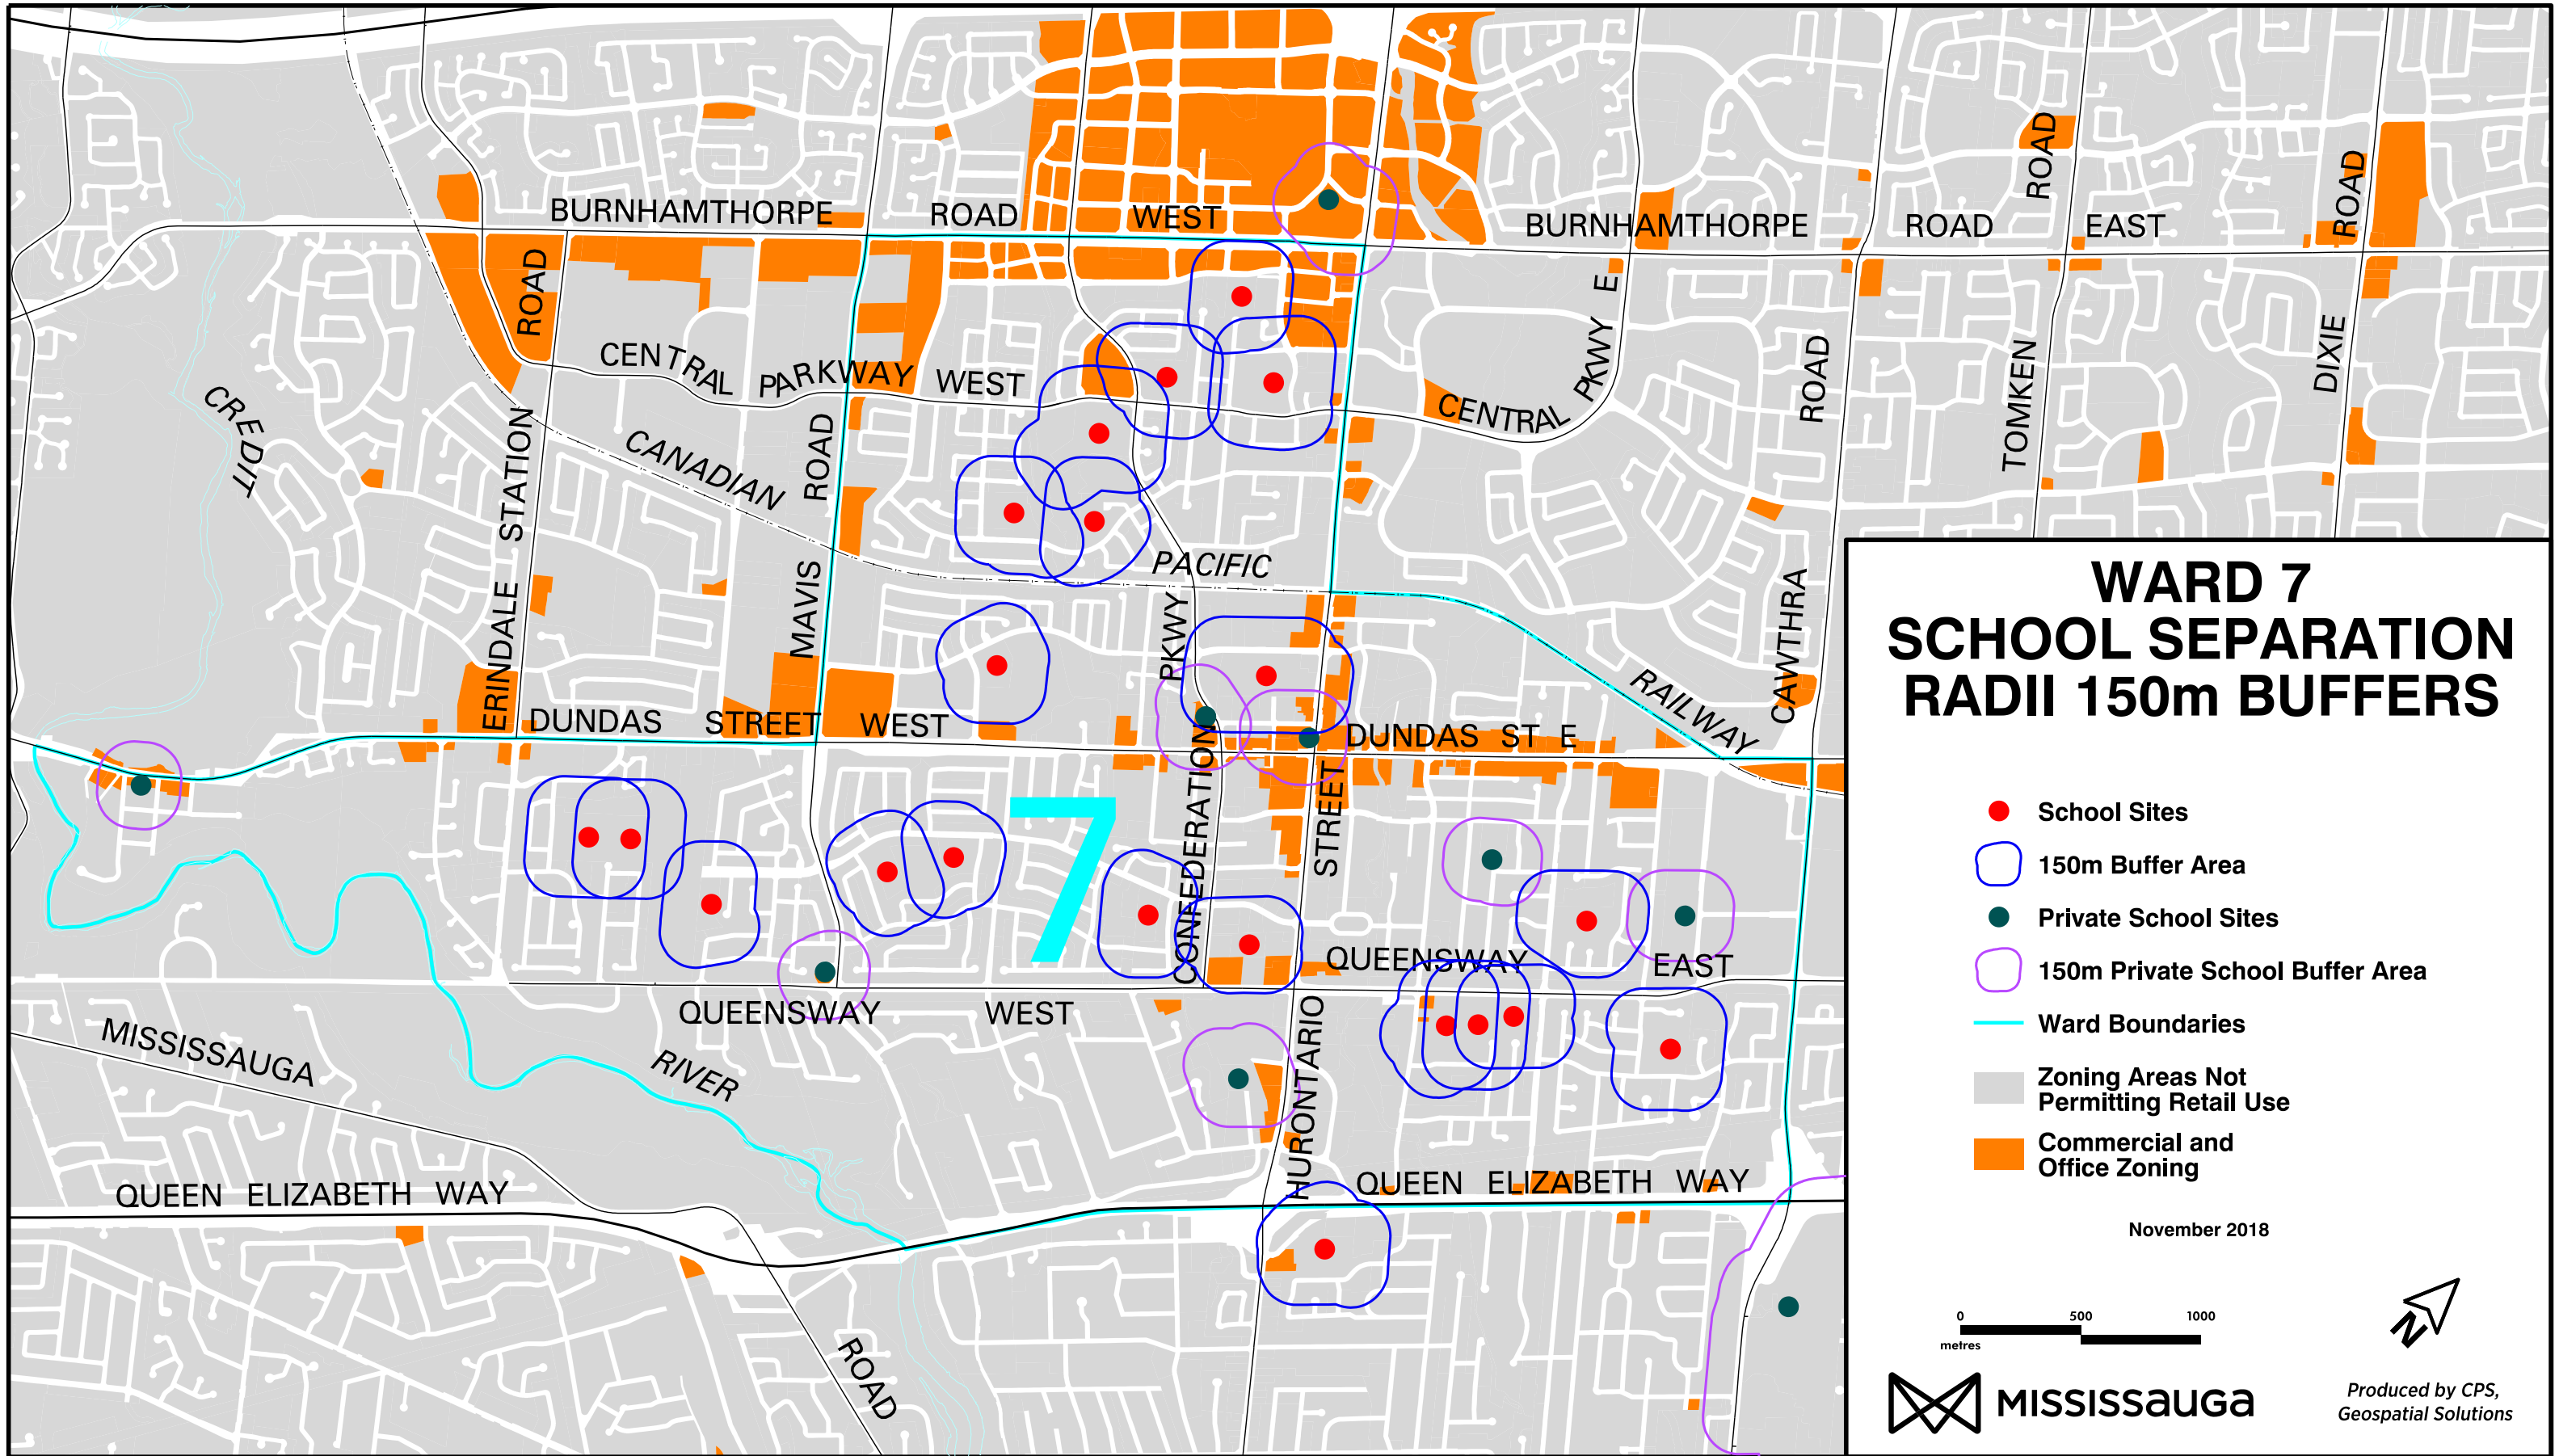 BURNHAMTHORPE ROAD WEST
BURNHAMTHORPE ROAD EAST
ROAD
ROAD
ROAD
CENTRAL PARKWAY WEST
CENTRAL PKWY E
ROAD
TOMKEN
DIXIE
CREDIT
ERINDALE STATION
CANADIAN
ROAD
MAVIS
PACIFIC
PKWY
RAILWAY
CAWTHRA
DUNDAS STREET WEST
DUNDAS ST E
CONFEDERATION
STREET
7
QUEENSWAY EAST
QUEENSWAY WEST
HURONTARIO
MISSISSAUGA
RIVER
QUEEN ELIZABETH WAY
QUEEN ELIZABETH WAY
ROAD
WARD 7
SCHOOL SEPARATION
RADII 150m BUFFERS
School Sites
150m Buffer Area
Private School Sites
150m Private School Buffer Area
Ward Boundaries
Zoning Areas Not
Permitting Retail Use
Commercial and
Office Zoning
November 2018
0 500 1000
metres
N
MISSISSAUGA
Produced by CPS,
Geospatial Solutions